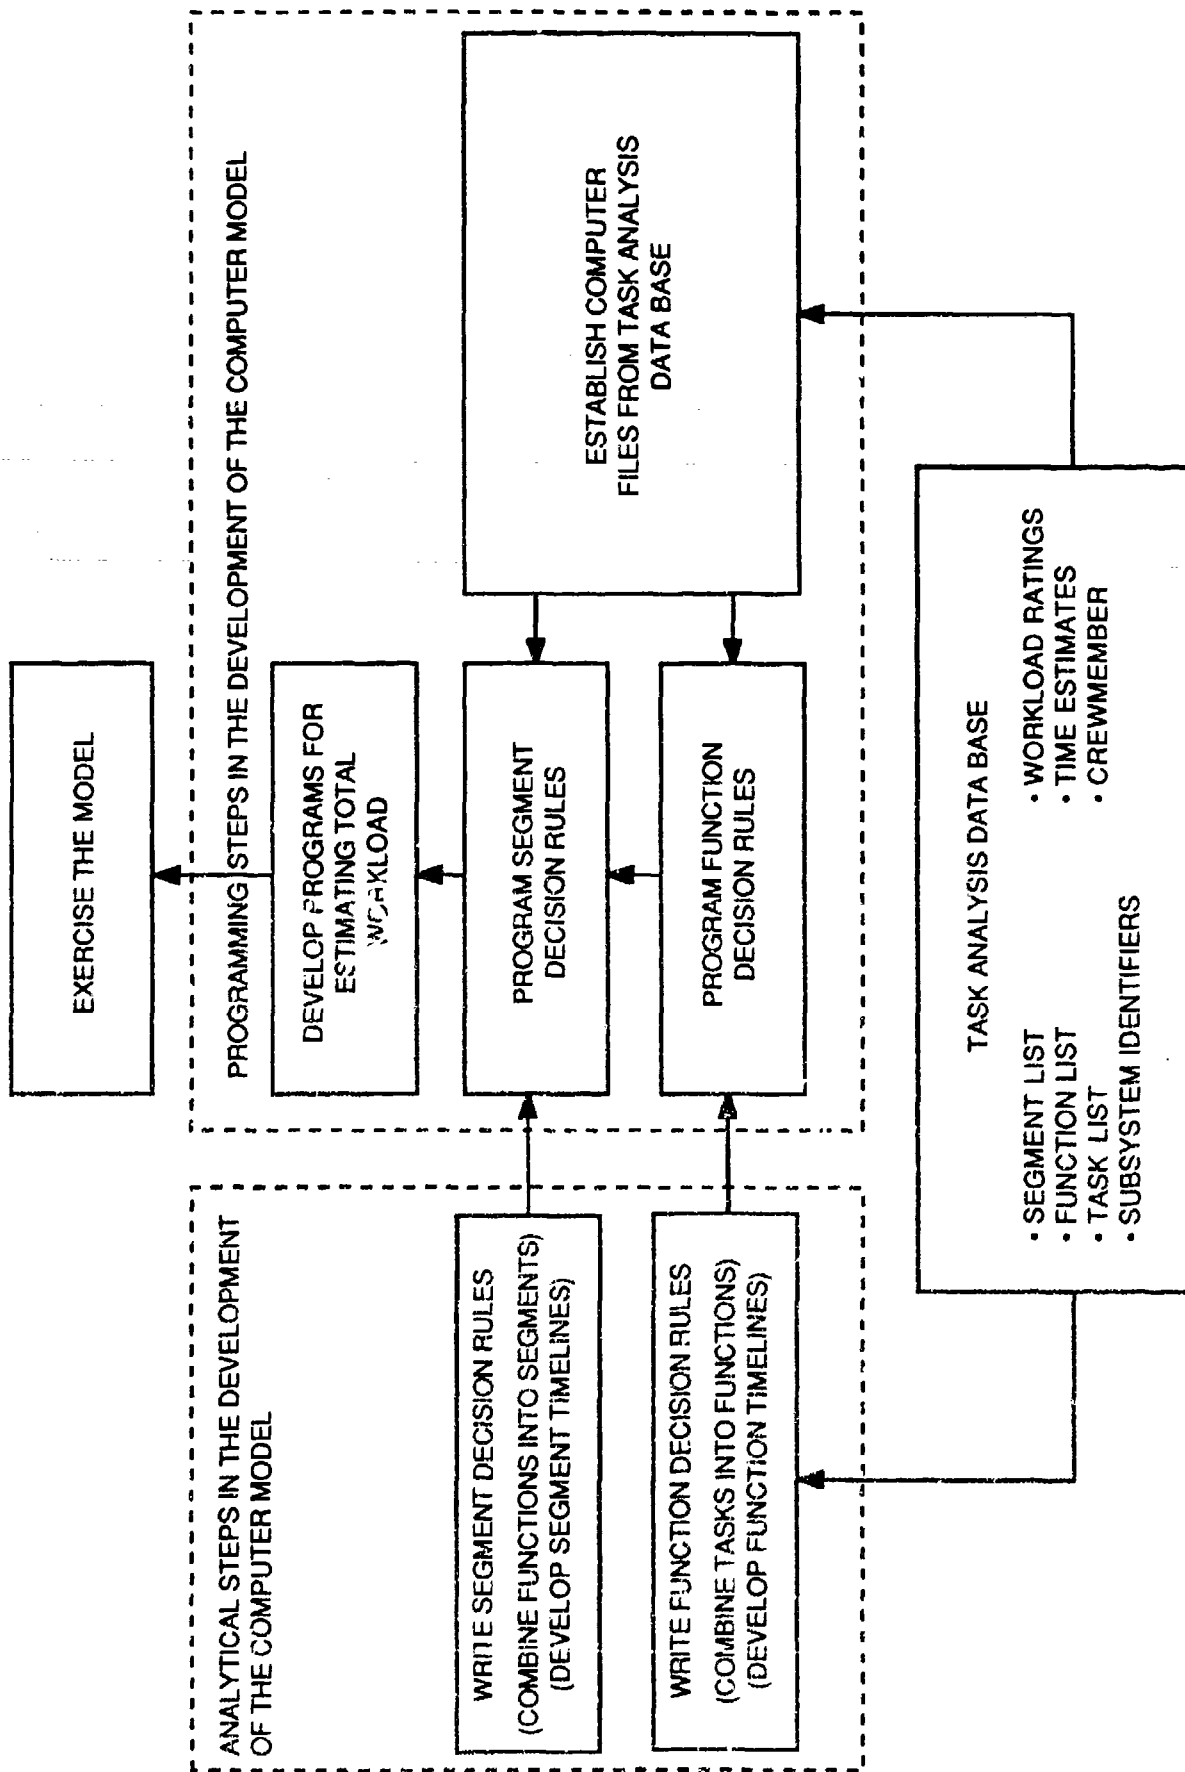 EXERCISE THE MODEL
PROGRAMMING STEPS IN THE DEVELOPMENT OF THE COMPUTER MODEL
DEVELOP PROGRAMS FOR
ESTIMATING TOTAL
WORKLOAD
PROGRAM SEGMENT
DECISION RULES
PROGRAM FUNCTION
DECISION RULES
ESTABLISH COMPUTER
FILES FROM TASK ANALYSIS
DATA BASE
ANALYTICAL STEPS IN THE DEVELOPMENT
OF THE COMPUTER MODEL
WRITE SEGMENT DECISION RULES
(COMBINE FUNCTIONS INTO SEGMENTS)
(DEVELOP SEGMENT TIMELINES)
WRITE FUNCTION DECISION RULES
(COMBINE TASKS INTO FUNCTIONS)
(DEVELOP FUNCTION TIMELINES)
TASK ANALYSIS DATA BASE
• SEGMENT LIST
• FUNCTION LIST
• TASK LIST
• SUBSYSTEM IDENTIFIERS
• WORKLOAD RATINGS
• TIME ESTIMATES
• CREWMEMBER